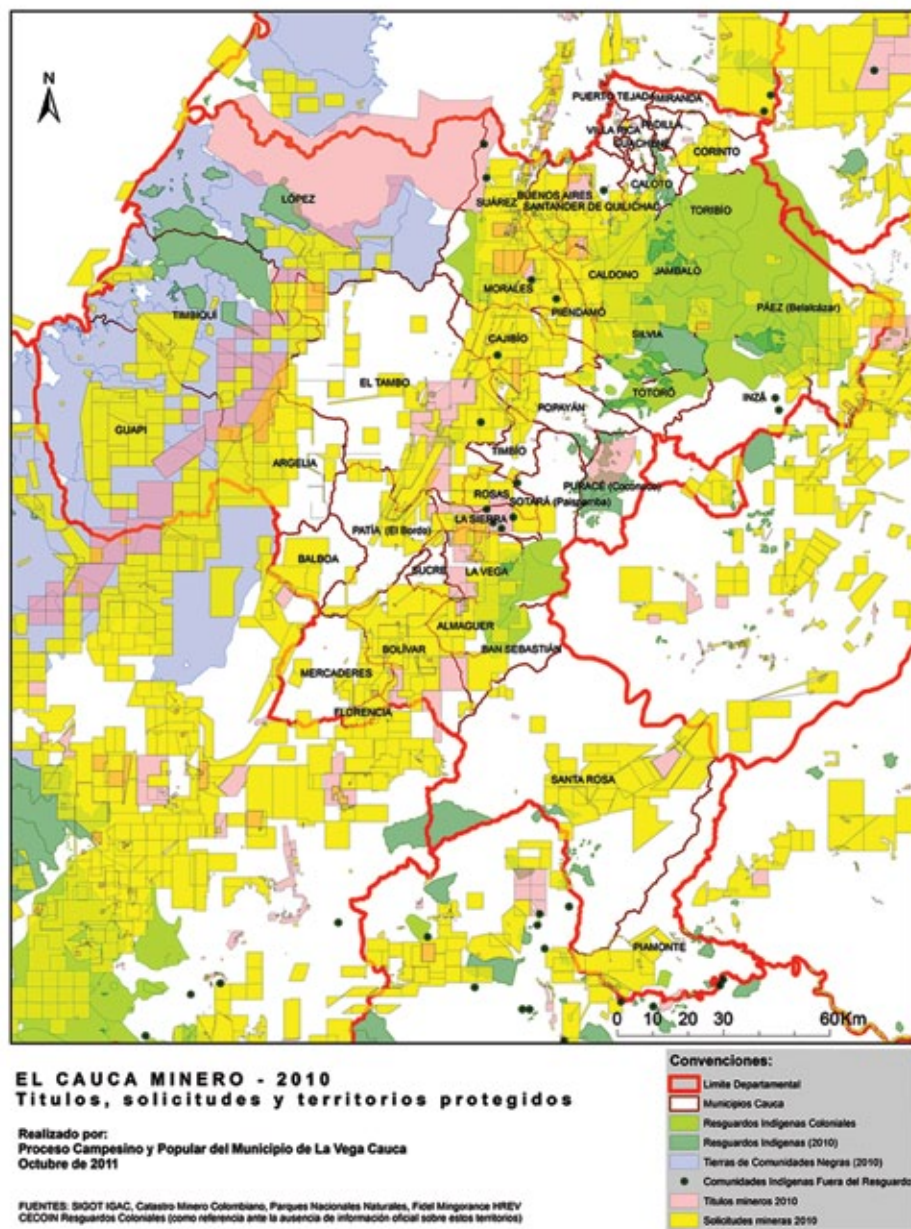 N
PUERTO TEJADA
MIRANDA
PADILLA
VILLA RICA
GUACHENÉ
CORINTO
CALOTO
LÓPEZ
SUÁREZ
BUENOS AIRES
SANTANDER DE QUILICHAO
TORIBÍO
CALDONO
JAMBALÓ
MORALES
PÁEZ (Belalcázar)
TIMBIQUÍ
PIENDAMÓ
SILVIA
CAJIBÍO
EL TAMBO
TOTORÓ
INZÁ
POPAYÁN
GUAPI
TIMBÍO
ARGELIA
PURACÉ (Coconuco)
ROSAS
SOTARÁ (Paispamba)
LA SIERRA
PATÍA (El Bordo)
BALBOA
SUCRE
LA VEGA
ALMAGUER
BOLÍVAR
SAN SEBASTIÁN
MERCADERES
FLORENCIA
SANTA ROSA
PIAMONTE
0 10 20 30 60 Km
EL CAUCA MINERO - 2010
Titulos, solicitudes y territorios protegidos
Realizado por:
Proceso Campesino y Popular del Municipio de La Vega Cauca
Octubre de 2011
FUENTES: SIGOT IGAC, Catastro Minero Colombiano, Parques Nacionales Naturales, Fidel Mingorance HREV
CECOIN Resguardos Coloniales (como referencia ante la ausencia de información oficial sobre estos territorios)
Convenciones:
Limite Departamental
Municipios Cauca
Resguardos Indígenas Coloniales
Resguardos Indígenas (2010)
Tierras de Comunidades Negras (2010)
Comunidades Indígenas Fuera del Resguardo
Titulos mineros 2010
Solicitudes mineras 2010